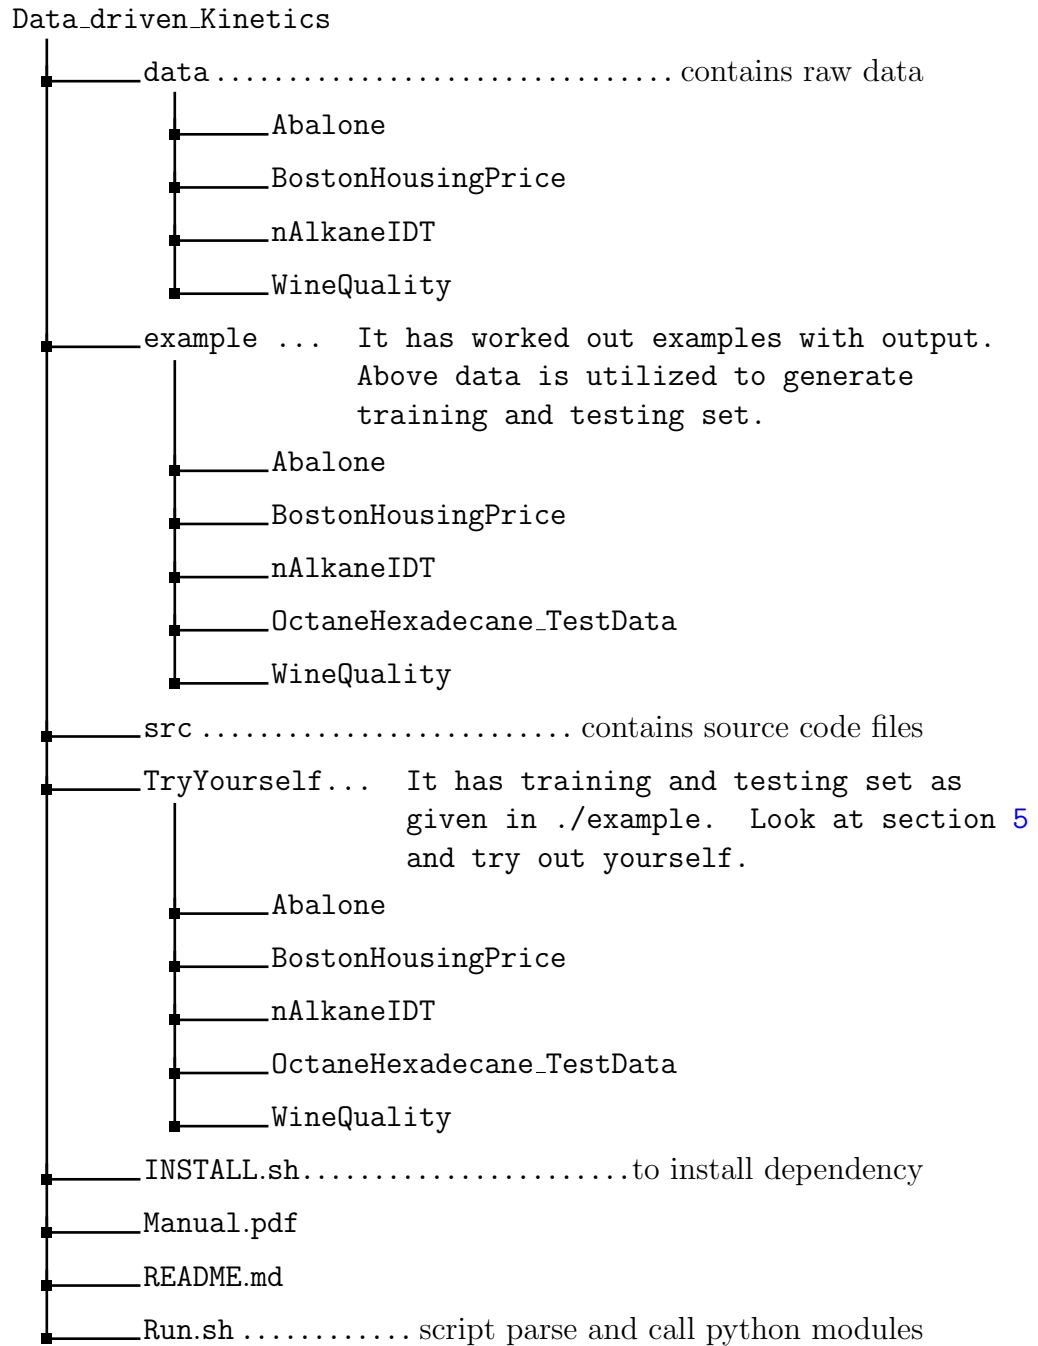 Data_driven_Kinetics
data ................................ contains raw data
Abalone
BostonHousingPrice
nAlkaneIDT
WineQuality
example ... It has worked out examples with output.
Above data is utilized to generate
training and testing set.
Abalone
BostonHousingPrice
nAlkaneIDT
OctaneHexadecane_TestData
WineQuality
src .......................... contains source code files
TryYourself... It has training and testing set as
given in ./example. Look at section 5
and try out yourself.
Abalone
BostonHousingPrice
nAlkaneIDT
OctaneHexadecane_TestData
WineQuality
INSTALL.sh.......................to install dependency
Manual.pdf
README.md
Run.sh ............ script parse and call python modules